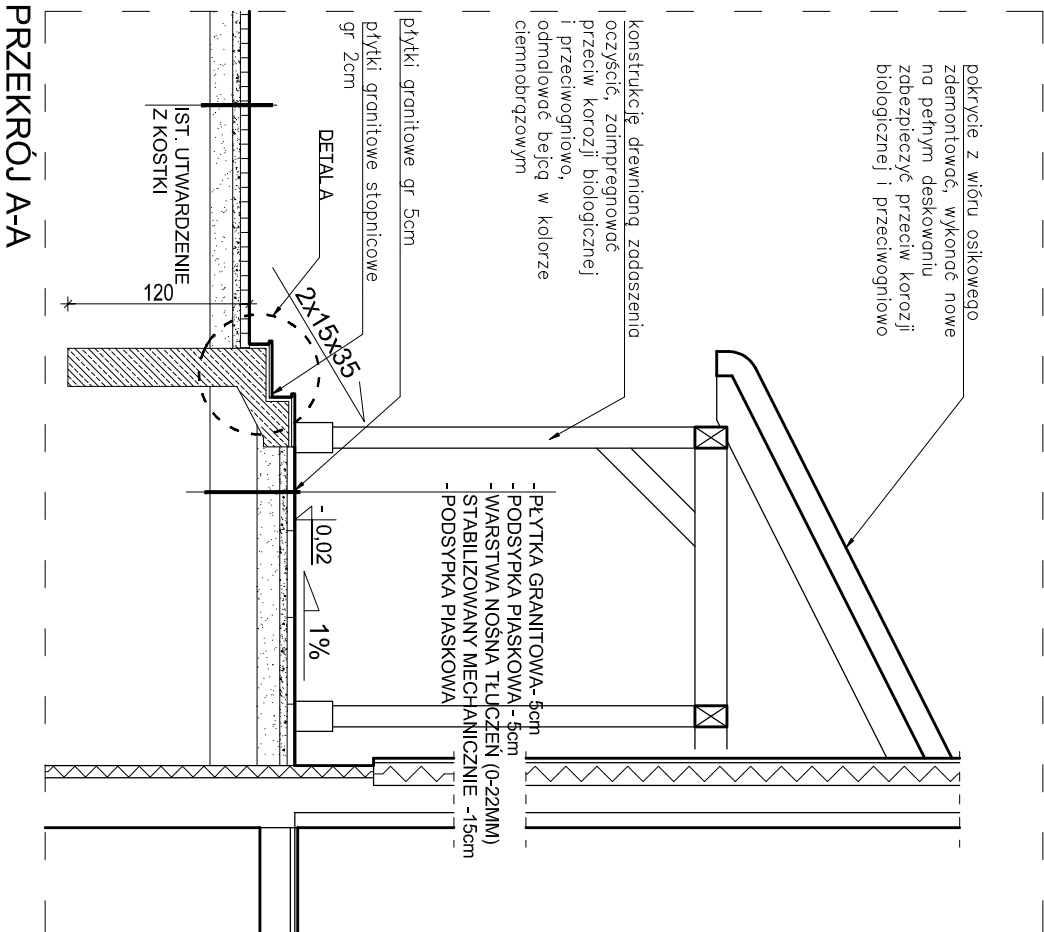 pokrycie z wióru osikowego
zdemontować, wykonać nowe
na pełnym deskowaniu
zabezpieczyć przeciw korozji
biologicznej i przeciwogniowo
konstrukcję drewnianą zadaszenia
oczyścić, zaimpregnować
przeciw korozji biologicznej
i przeciwogniowo,
odmalować bejcą w kolorze
ciemnobrązowym
płytki granitowe gr 5cm
płytki granitowe stopnicowe
gr 2cm
DETAL A
2x15x35
- PŁYTKA GRANITOWA- 5cm
- PODSYPKA PIASKOWA - 5cm
- WARSTWA NOŚNA TŁUCZEŃ (0-22MM)
STABILIZOWANY MECHANICZNIE -15cm
- PODSYPKA PIASKOWA
- 0,02
1%
IST. UTWARDZENIE
Z KOSTKI
120
PRZEKRÓJ A-A